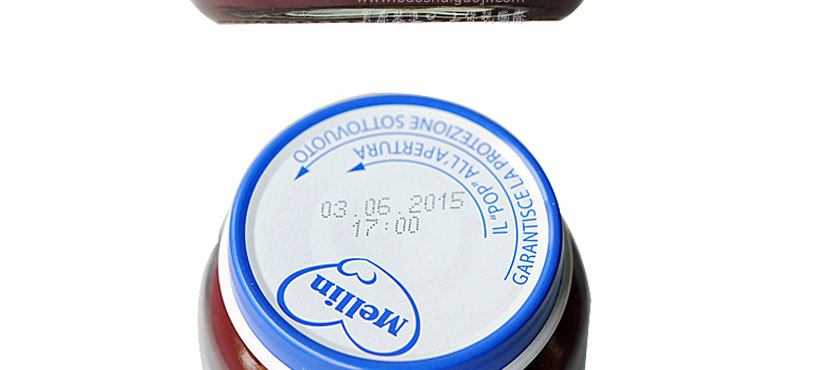 03.06.2015
17:00
IL "POP" ALL'APERTURA
GARANTISCE LA PROTEZIONE SOTTOVUOTO
Mellin